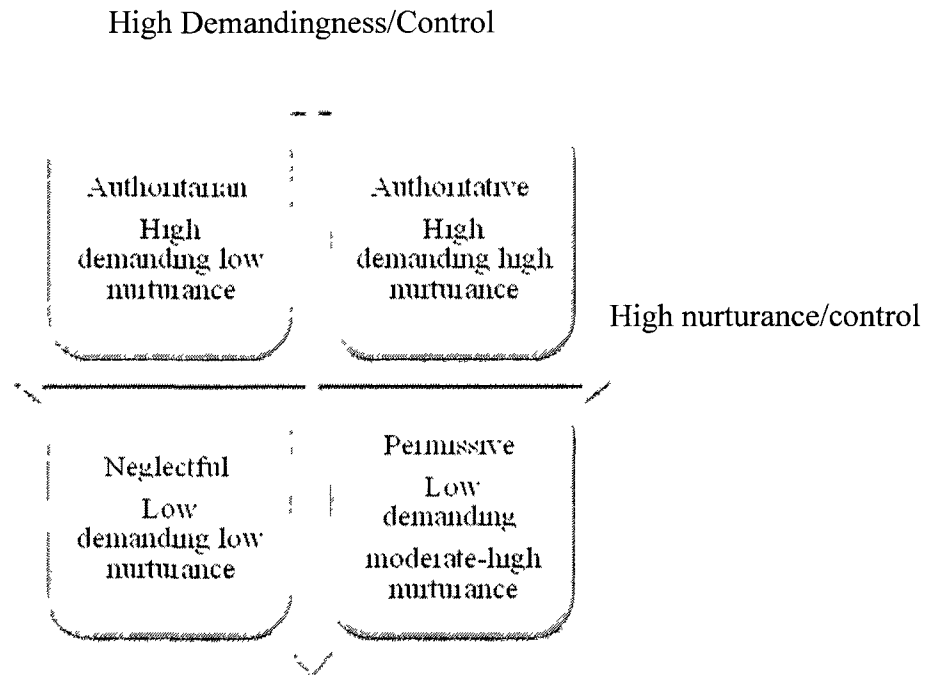 High Demandingness/Control
Authoritarian
High
demanding low
nurturance
Authoritative
High
demanding high
nurturance
High nurturance/control
Neglectful
Low
demanding low
nurturance
Permissive
Low
demanding
moderate-high
nurturance